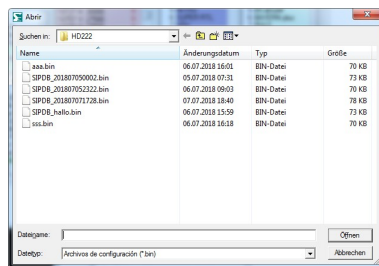 Abrir
Suchen in: HD222
Name Änderungsdatum Typ Größe
aaa.bin 06.07.2018 16:01 BIN-Datei 70 KB
SIPDB_201807050002.bin 05.07.2018 07:31 BIN-Datei 73 KB
SIPDB_201807052322.bin 06.07.2018 09:03 BIN-Datei 70 KB
SIPDB_201807071728.bin 07.07.2018 18:40 BIN-Datei 78 KB
SIPDB_hallo.bin 06.07.2018 15:59 BIN-Datei 73 KB
sss.bin 06.07.2018 16:18 BIN-Datei 70 KB
Dateiname: Öffnen
Dateityp: Archivos de configuración (*.bin) Abbrechen